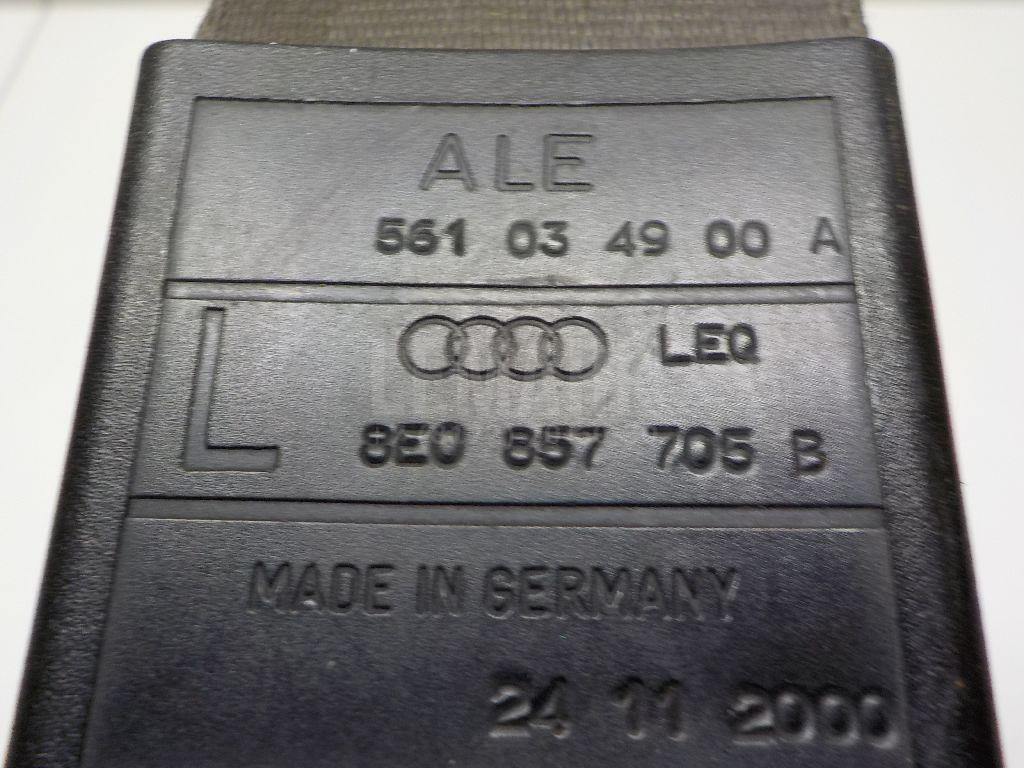 ALE
561 03 49 00 A
L
LEQ
8E0 857 705 B
MADE IN GERMANY
24 11 2000